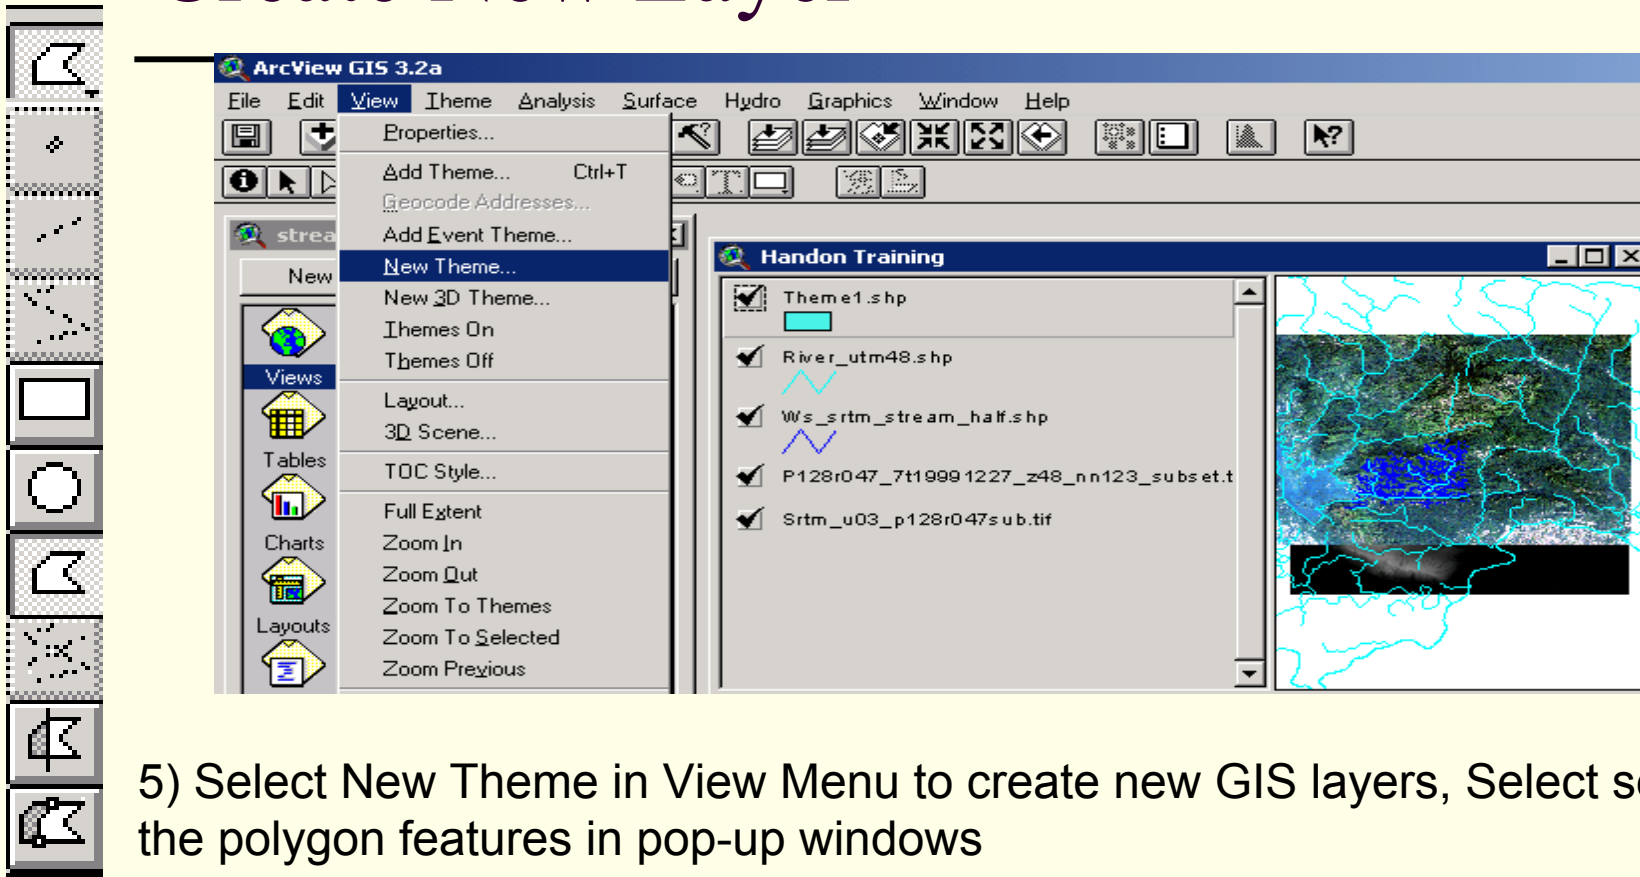 Create New Layer
ArcView GIS 3.2a
File Edit View Theme Analysis Surface Hydro Graphics Window Help
Properties...
Add Theme... Ctrl+T
Geocode Addresses...
Add Event Theme...
New Theme...
New 3D Theme...
Themes On
Themes Off
Layout...
3D Scene...
TOC Style...
Full Extent
Zoom In
Zoom Out
Zoom To Themes
Zoom To Selected
Zoom Previous
New
Views
Tables
Charts
Layouts
Handon Training
Theme1.shp
River_utm48.shp
Ws_srtm_stream_half.shp
P128r047_7t19991227_z48_nn123_subset.t
Srtm_u03_p128r047sub.tif
5) Select New Theme in View Menu to create new GIS layers, Select
the polygon features in pop-up windows